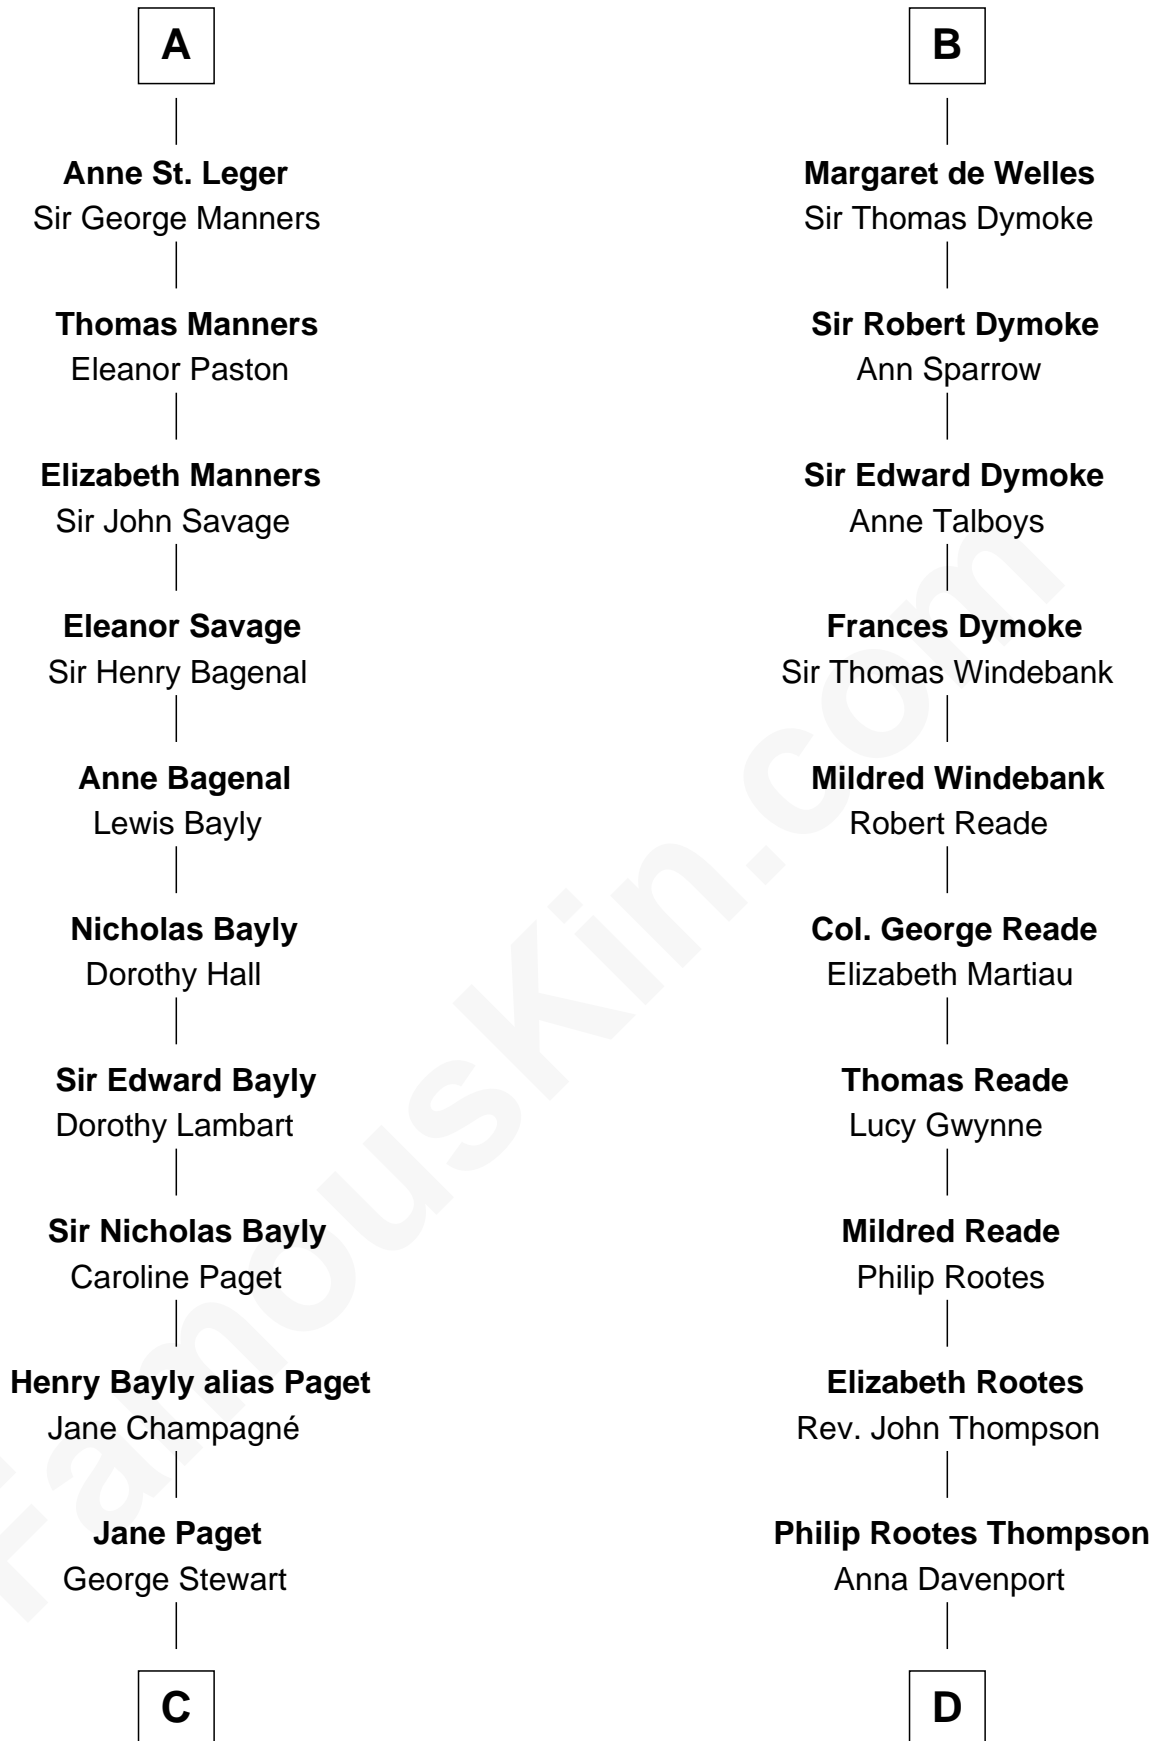 A
Anne St. Leger
Sir George Manners
Thomas Manners
Eleanor Paston
Elizabeth Manners
Sir John Savage
Eleanor Savage
Sir Henry Bagenal
Anne Bagenal
Lewis Bayly
Nicholas Bayly
Dorothy Hall
Sir Edward Bayly
Dorothy Lambart
Sir Nicholas Bayly
Caroline Paget
Henry Bayly alias Paget
Jane Champagné
Jane Paget
George Stewart
C
B
Margaret de Welles
Sir Thomas Dymoke
Sir Robert Dymoke
Ann Sparrow
Sir Edward Dymoke
Anne Talboys
Frances Dymoke
Sir Thomas Windebank
Mildred Windebank
Robert Reade
Col. George Reade
Elizabeth Martiau
Thomas Reade
Lucy Gwynne
Mildred Reade
Philip Rootes
Elizabeth Rootes
Rev. John Thompson
Philip Rootes Thompson
Anna Davenport
D
FamousKin.com